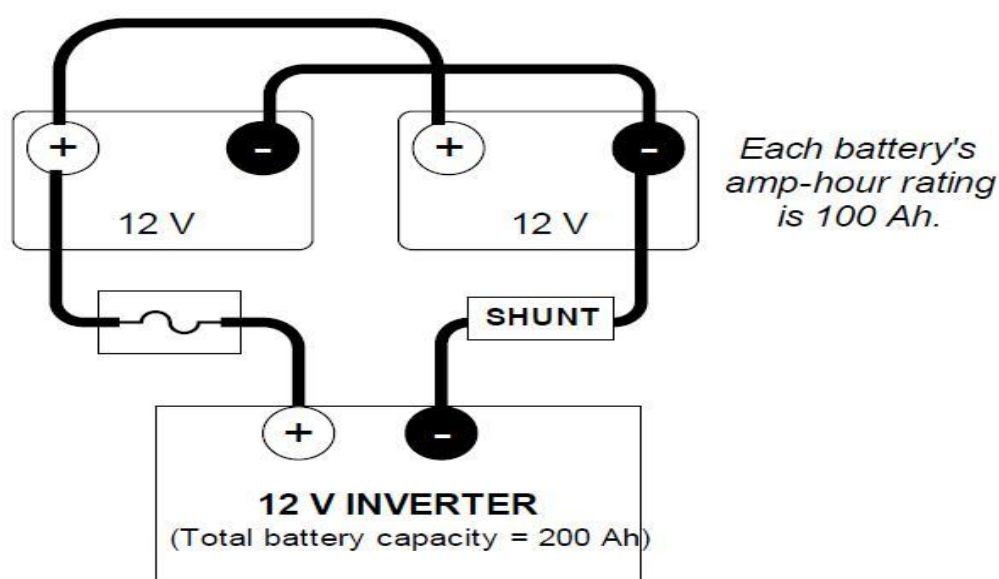 + - + -
12 V 12 V
Each battery's
amp-hour rating
is 100 Ah.
SHUNT
+ -
12 V INVERTER
(Total battery capacity = 200 Ah)